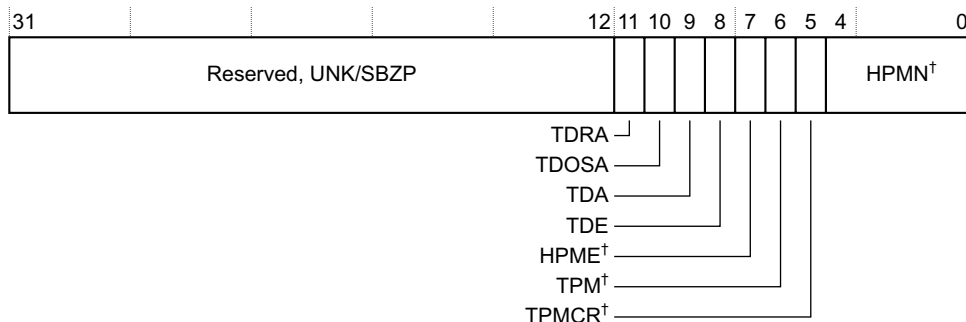 31 12 11 10 9 8 7 6 5 4 0
Reserved, UNK/SBZP HPMN†
TDRA
TDOSA
TDA
TDE
HPME†
TPM†
TPMCR†